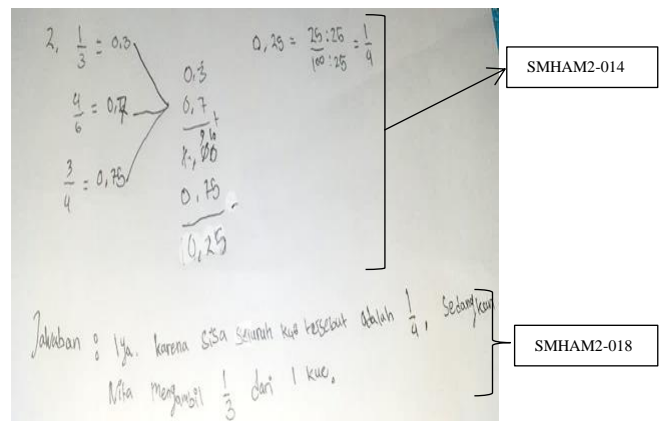 2. 1/3 = 0,3
4/6 = 0,7
3/4 = 0,75
0,3
0,7 +
1,00
0,75 -
0,25
0,25 = 25:25/100:25 = 1/4
SMHAM2-014
Jawaban : Iya. karena sisa seluruh kue tersebut adalah 1/4, sedangkan
Nita mengambil 1/3 dari 1 kue.
SMHAM2-018